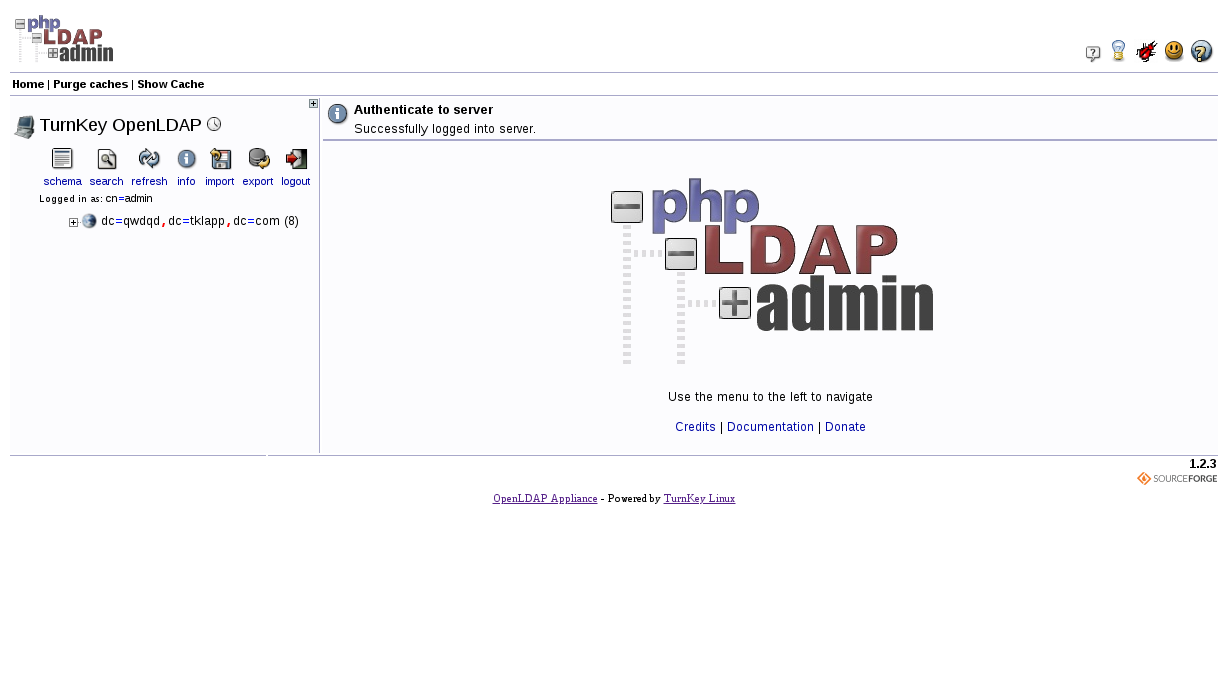 php
LDAP
admin
?
?
Home | Purge caches | Show Cache
TurnKey OpenLDAP
schema search refresh info import export logout
Logged in as: cn=admin
dc=qwdqd,dc=tklapp,dc=com (8)
Authenticate to server
Successfully logged into server.
php
LDAP
admin
Use the menu to the left to navigate
Credits | Documentation | Donate
1.2.3
SOURCEFORGE
OpenLDAP Appliance - Powered by TurnKey Linux